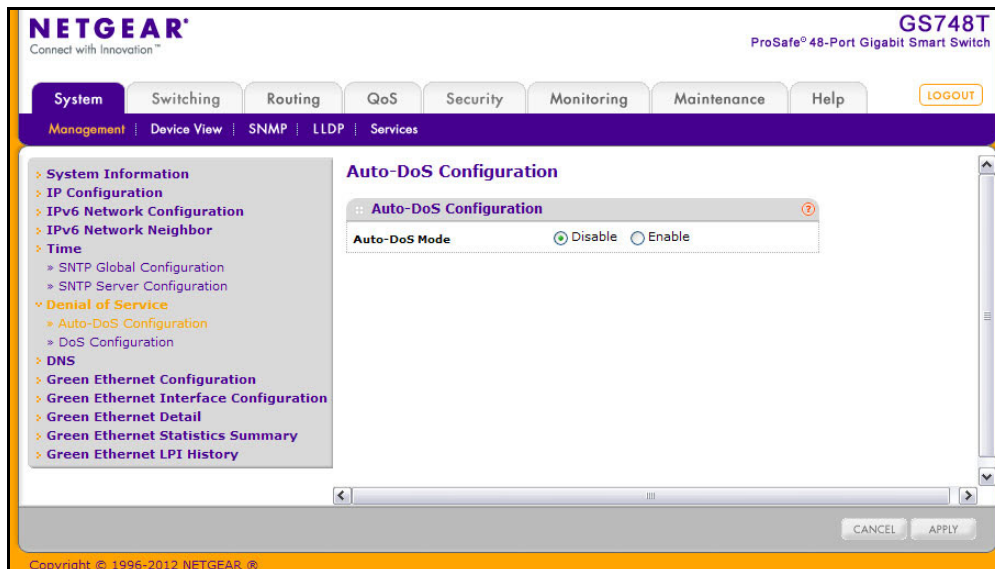 NETGEAR®
Connect with Innovation™
GS748T
ProSafe® 48-Port Gigabit Smart Switch
System Switching Routing QoS Security Monitoring Maintenance Help LOGOUT
Management Device View SNMP LLDP Services
System Information
IP Configuration
IPv6 Network Configuration
IPv6 Network Neighbor
Time
» SNTP Global Configuration
» SNTP Server Configuration
Denial of Service
» Auto-DoS Configuration
» DoS Configuration
DNS
Green Ethernet Configuration
Green Ethernet Interface Configuration
Green Ethernet Detail
Green Ethernet Statistics Summary
Green Ethernet LPI History
Auto-DoS Configuration
Auto-DoS Configuration ?
Auto-DoS Mode Disable Enable
CANCEL APPLY
Copyright © 1996-2012 NETGEAR ®